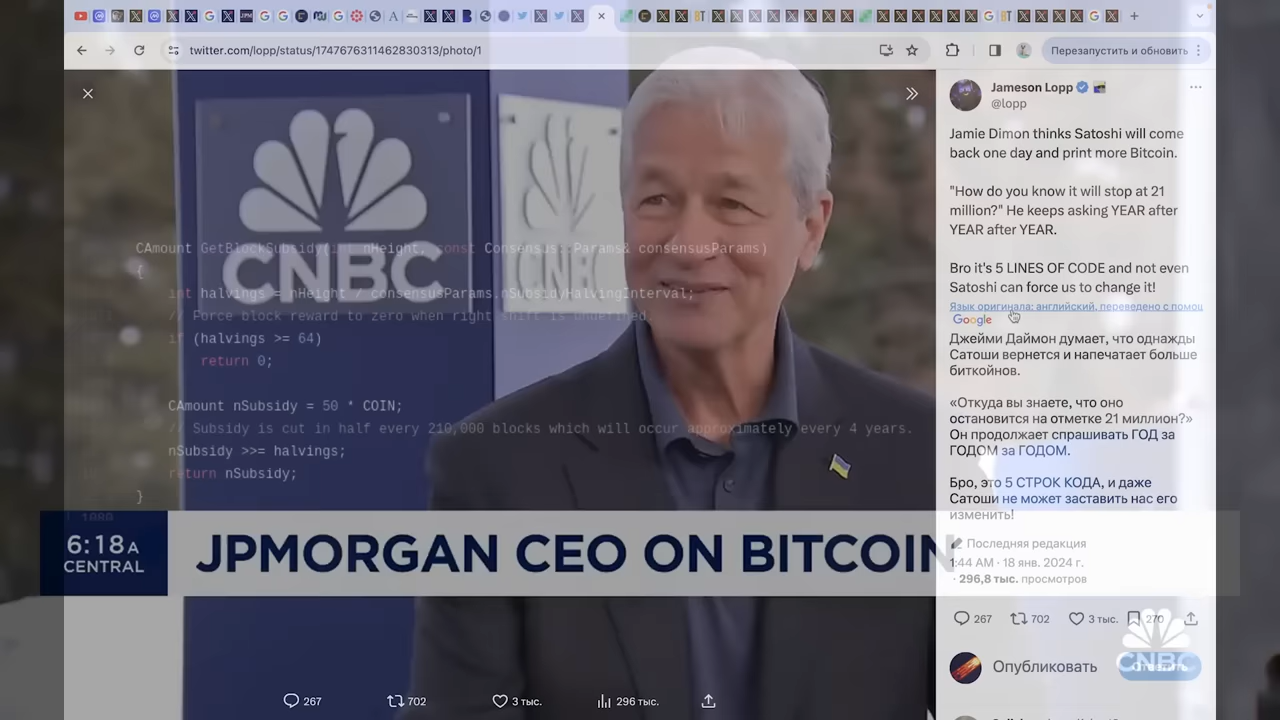 twitter.com/lopp/status/1747676311462830313/photo/1
Перезапустить и обновить
CNBC
CNBC
CAmount GetBlockSubsidy(int nHeight, const Consensus::Params& consensusParams)
{
int halvings = nHeight / consensusParams.nSubsidyHalvingInterval;
// Force block reward to zero when right shift is undefined.
if (halvings >= 64)
return 0;
CAmount nSubsidy = 50 * COIN;
// Subsidy is cut in half every 210,000 blocks which will occur approximately every 4 years.
nSubsidy >>= halvings;
return nSubsidy;
}
6:18A
CENTRAL
JPMORGAN CEO ON BITCOIN
267
702
3 тыс.
296 тыс.
Jameson Lopp
@lopp
Jamie Dimon thinks Satoshi will come
back one day and print more Bitcoin.
"How do you know it will stop at 21
million?" He keeps asking YEAR after
YEAR after YEAR.
Bro it's 5 LINES OF CODE and not even
Satoshi can force us to change it!
Язык оригинала: английский, переведено с помощ
Google
Джейми Даймон думает, что однажды
Сатоши вернется и напечатает больше
биткойнов.
«Откуда вы знаете, что оно
остановится на отметке 21 миллион?»
Он продолжает спрашивать ГОД за
ГОДОМ за ГОДОМ.
Бро, это 5 СТРОК КОДА, и даже
Сатоши не может заставить нас его
изменить!
Последняя редакция
1:44 AM · 18 янв. 2024 г.
· 296,8 тыс. просмотров
267
702
3 тыс.
270
CNBC
Опубликовать
Ответить